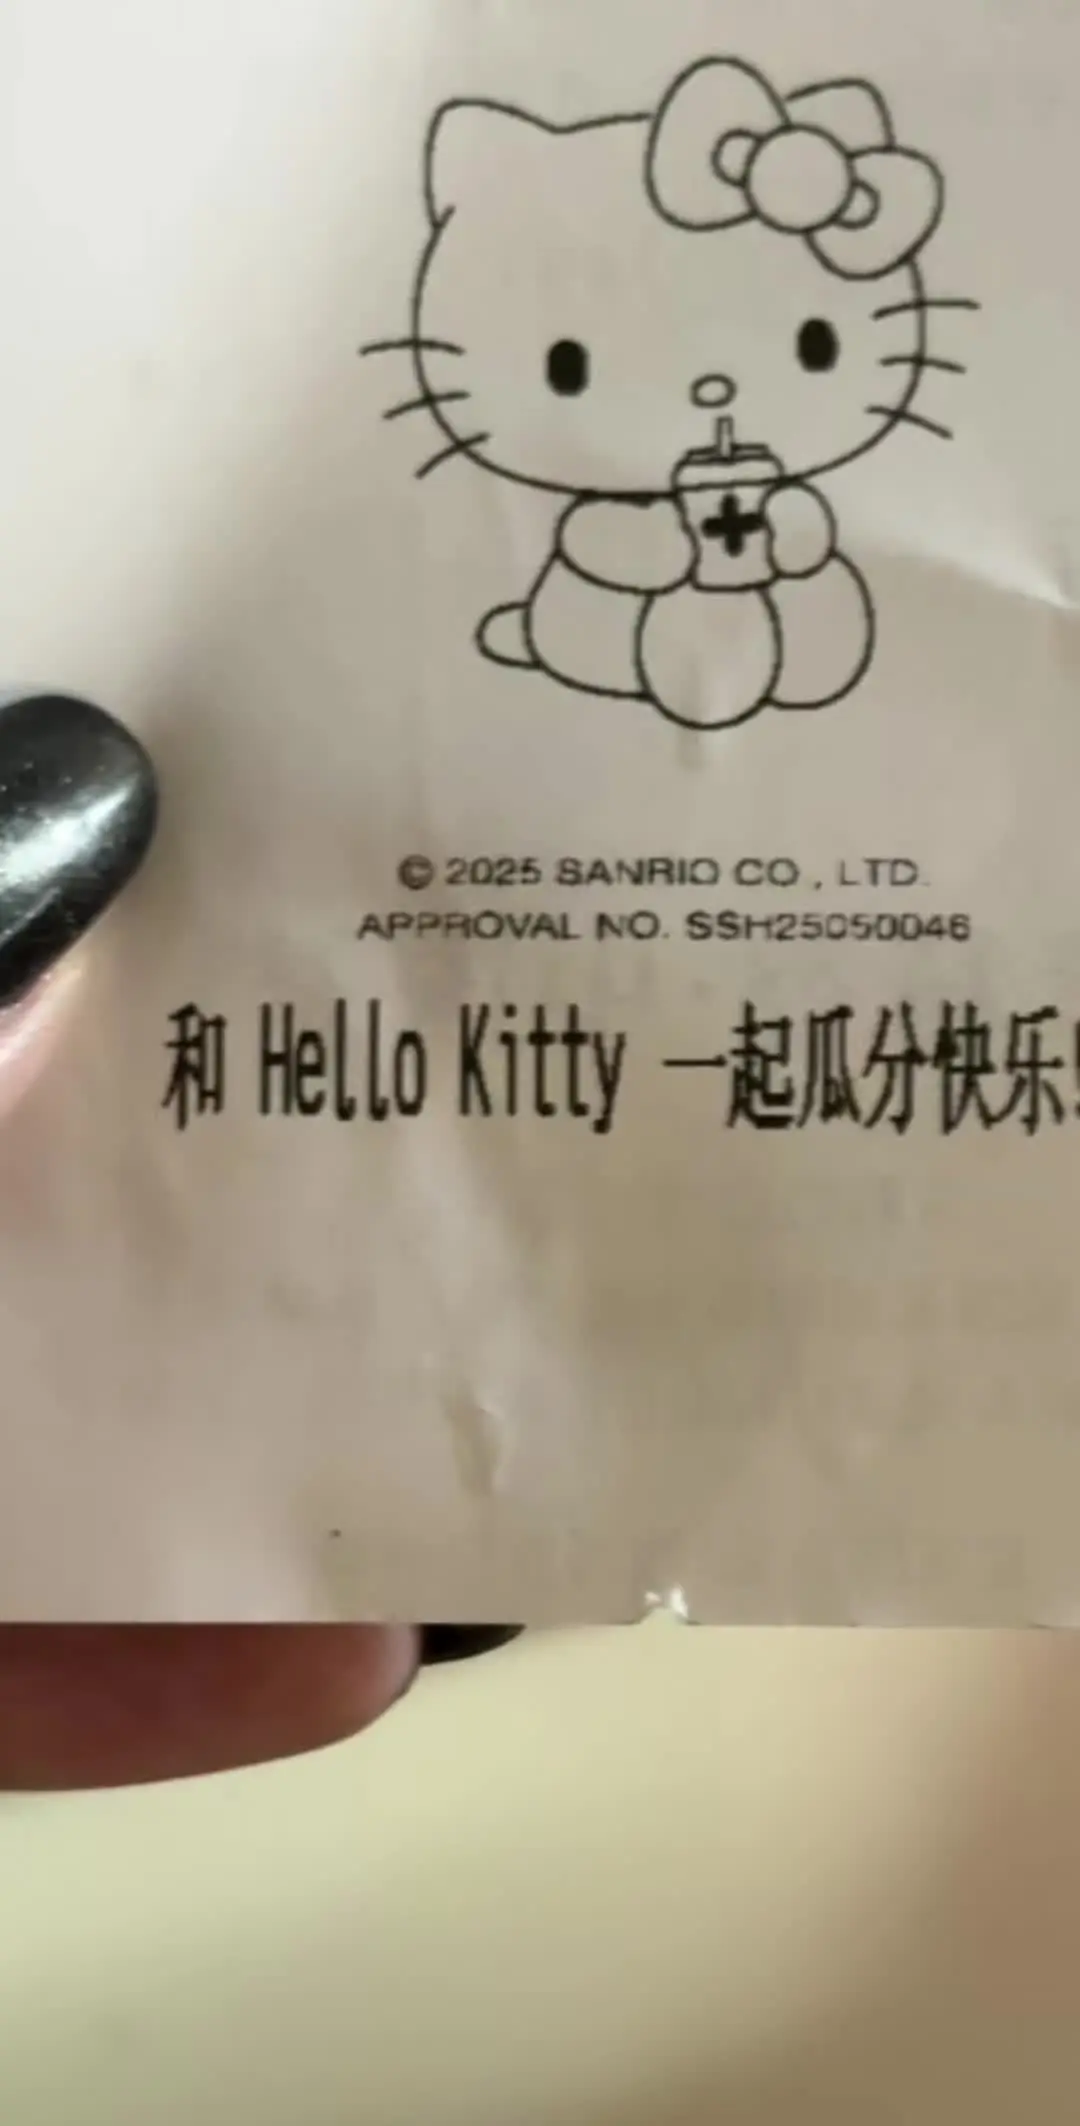 © 2025 SANRIO CO., LTD.
APPROVAL NO. SSH25050046
和 Hello Kitty 一起瓜分快乐!